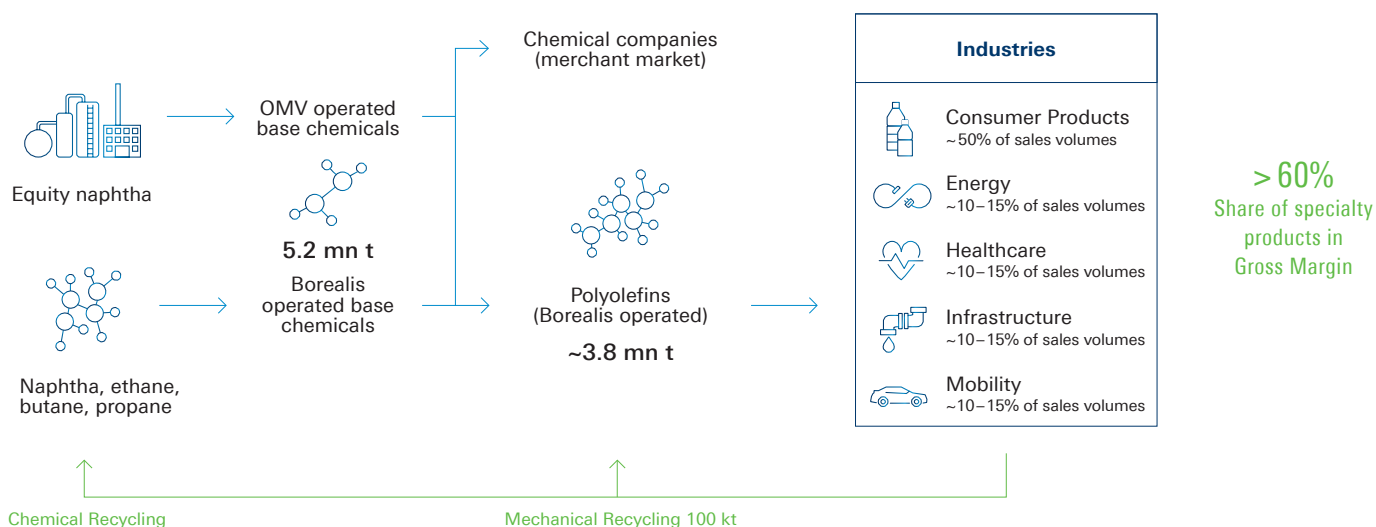 Equity naphtha
Naphtha, ethane,
butane, propane
OMV operated
base chemicals
5.2 mn t
Borealis
operated base
chemicals
Chemical companies
(merchant market)
Polyolefins
(Borealis operated)
~3.8 mn t
Industries
Consumer Products
~50% of sales volumes
Energy
~10–15% of sales volumes
Healthcare
~10–15% of sales volumes
Infrastructure
~10–15% of sales volumes
Mobility
~10–15% of sales volumes
> 60%
Share of specialty
products in
Gross Margin
Chemical Recycling
Mechanical Recycling 100 kt